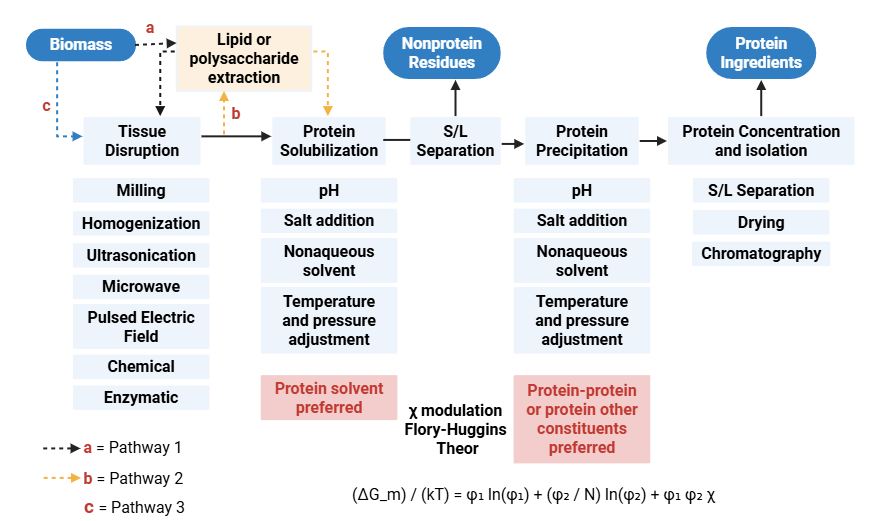 Biomass
a
Lipid or
polysaccharide
extraction
Nonprotein
Residues
Protein
Ingredients
c
b
Tissue
Disruption
Protein
Solubilization
S/L
Separation
Protein
Precipitation
Protein Concentration
and isolation
Milling
Homogenization
Ultrasonication
Microwave
Pulsed Electric
Field
Chemical
Enzymatic
pH
Salt addition
Nonaqueous
solvent
Temperature
and pressure
adjustment
Protein solvent
preferred
χ modulation
Flory-Huggins
Theor
pH
Salt addition
Nonaqueous
solvent
Temperature
and pressure
adjustment
Protein-protein
or protein other
constituents
preferred
S/L Separation
Drying
Chromatography
a = Pathway 1
b = Pathway 2
c = Pathway 3
(ΔG_m) / (kT) = φ₁ ln(φ₁) + (φ₂ / N) ln(φ₂) + φ₁ φ₂ χ